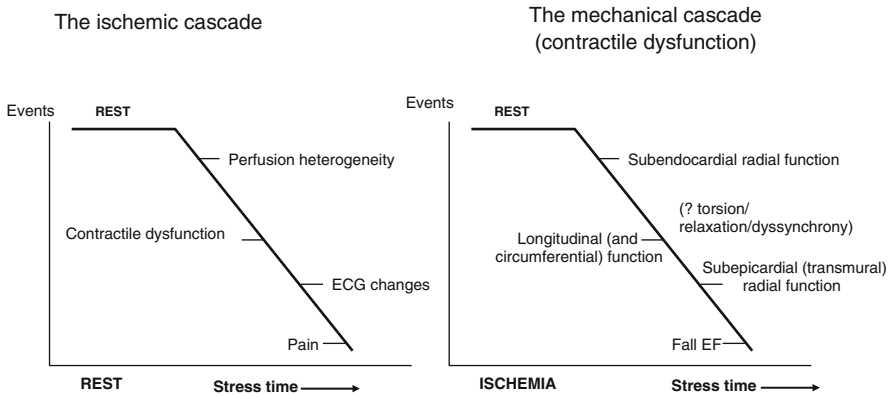 The ischemic cascade
Events
REST
Perfusion heterogeneity
Contractile dysfunction
ECG changes
Pain
REST
Stress time
The mechanical cascade
(contractile dysfunction)
Events
REST
Subendocardial radial function
(? torsion/
relaxation/dyssynchrony)
Longitudinal (and
circumferential) function
Subepicardial (transmural)
radial function
Fall EF
ISCHEMIA
Stress time